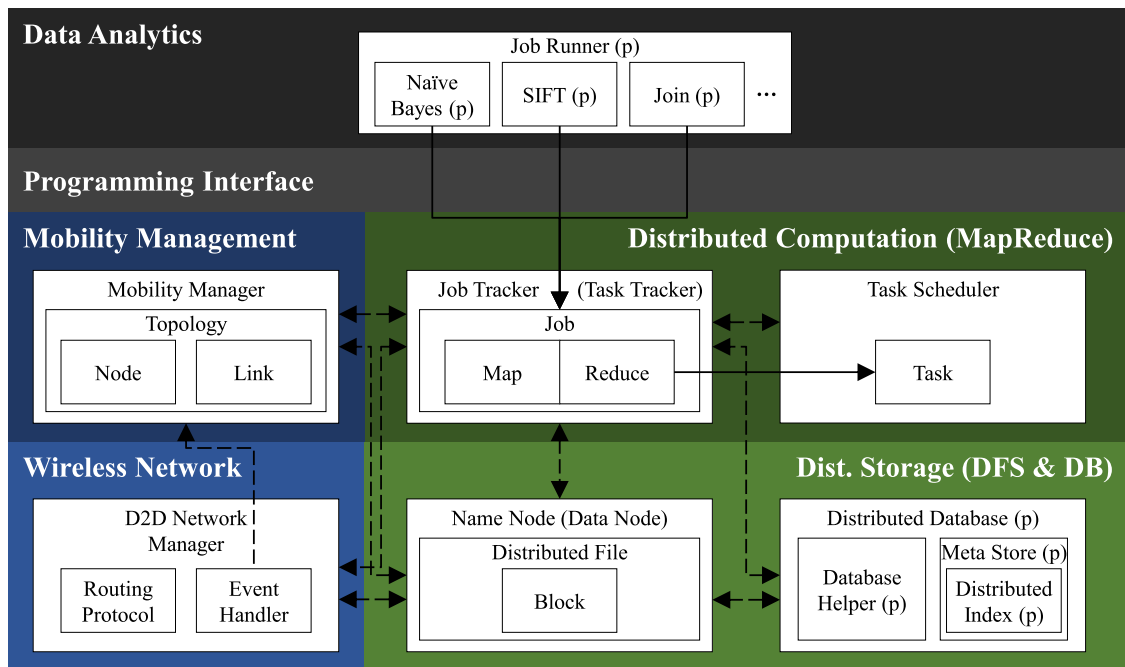 Data Analytics
Job Runner (p)
Naïve
Bayes (p)
SIFT (p)
Join (p)
...
Programming Interface
Mobility Management
Distributed Computation (MapReduce)
Mobility Manager
Topology
Node
Link
Job Tracker (Task Tracker)
Job
Map
Reduce
Task Scheduler
Task
Wireless Network
Dist. Storage (DFS & DB)
D2D Network
Manager
Routing
Protocol
Event
Handler
Name Node (Data Node)
Distributed File
Block
Distributed Database (p)
Database
Helper (p)
Meta Store (p)
Distributed
Index (p)